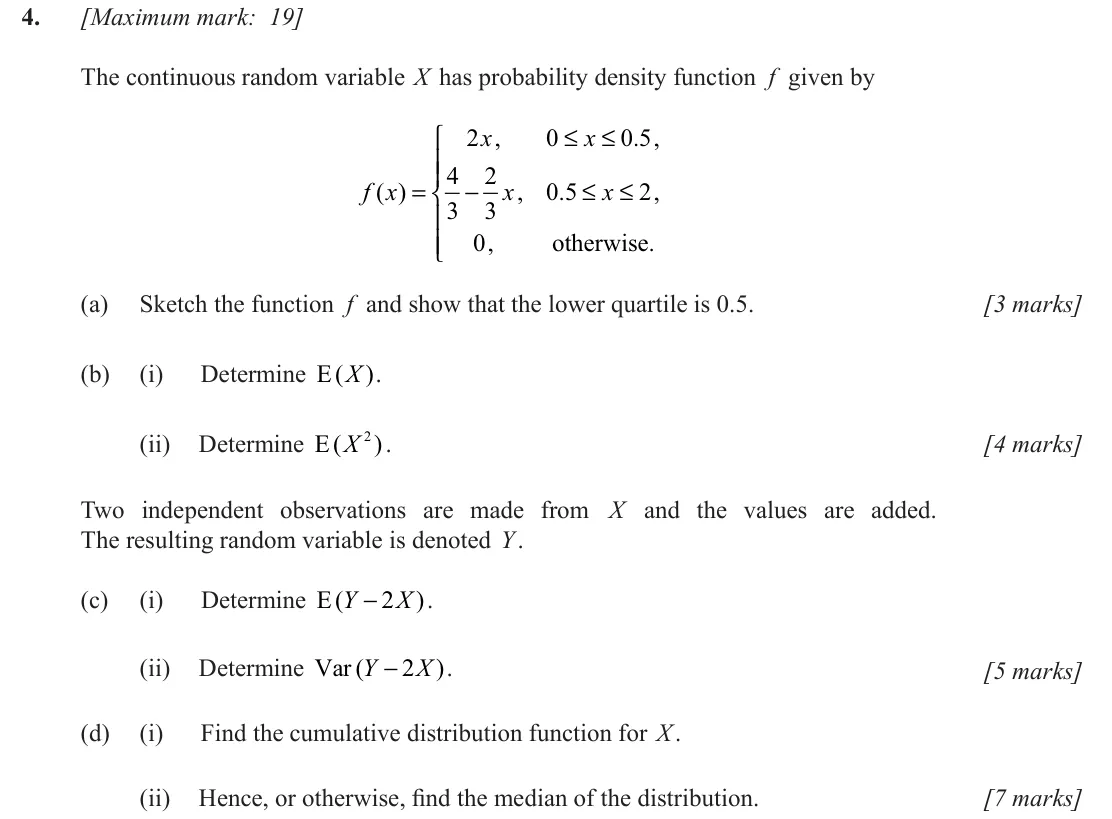 4. [Maximum mark: 19]
The continuous random variable X has probability density function f given by
f(x) = { 2x, 0 ≤ x ≤ 0.5,
4/3 − 2/3 x, 0.5 ≤ x ≤ 2,
0, otherwise.
(a) Sketch the function f and show that the lower quartile is 0.5. [3 marks]
(b) (i) Determine E(X).
(ii) Determine E(X²). [4 marks]
Two independent observations are made from X and the values are added.
The resulting random variable is denoted Y.
(c) (i) Determine E(Y − 2X).
(ii) Determine Var(Y − 2X). [5 marks]
(d) (i) Find the cumulative distribution function for X.
(ii) Hence, or otherwise, find the median of the distribution. [7 marks]